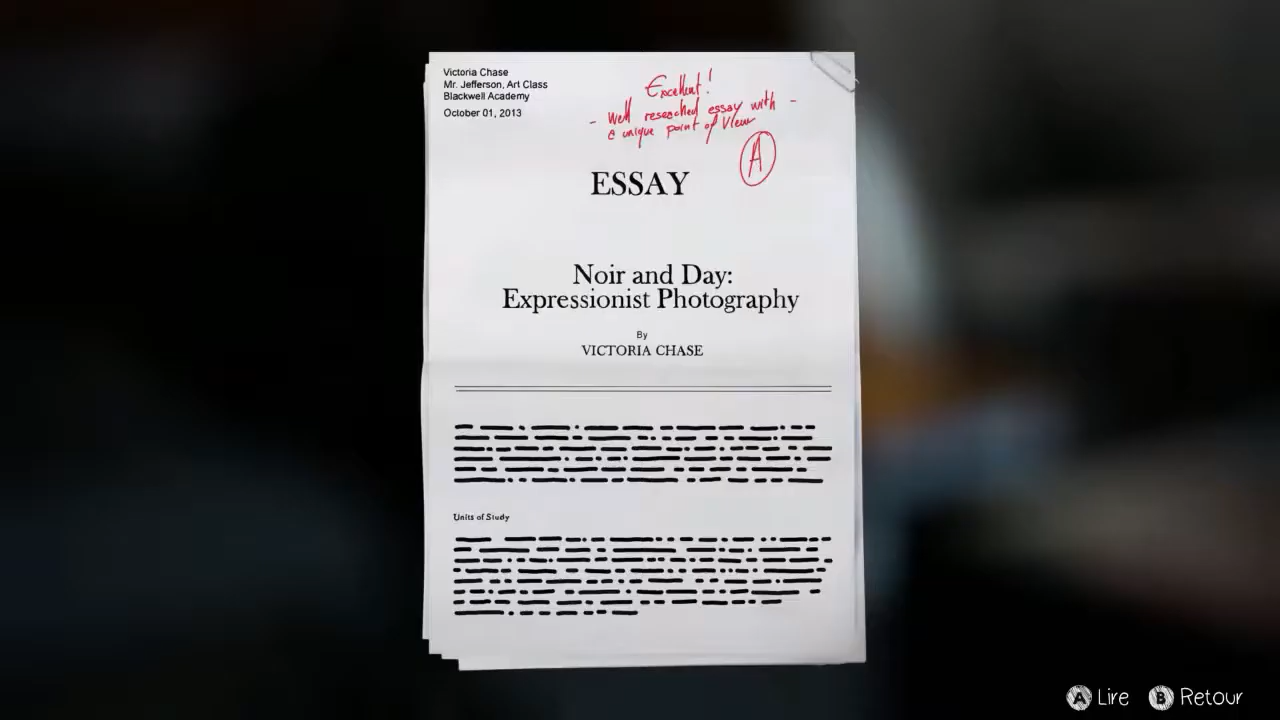 Victoria Chase
Mr. Jefferson, Art Class
Blackwell Academy
October 01, 2013
Excellent!
- Well reseached essay with -
a unique point of View
A
ESSAY
Noir and Day:
Expressionist Photography
By
VICTORIA CHASE
Units of Study
A Lire B Retour